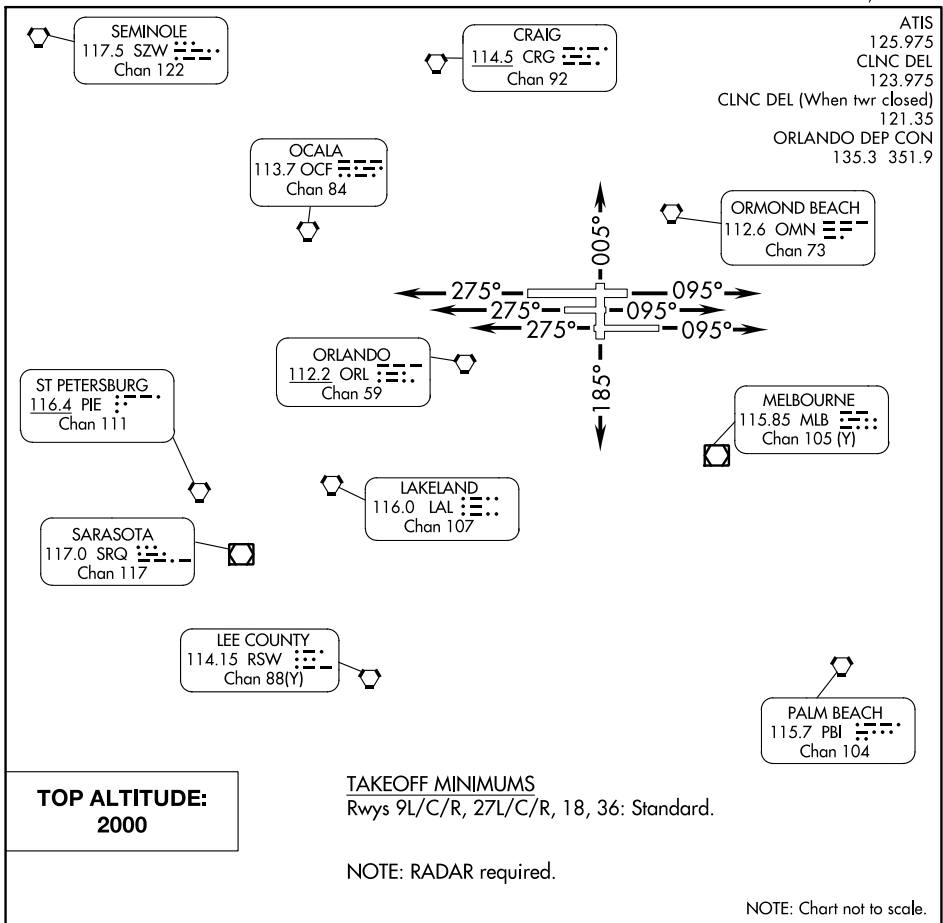 ATIS
125.975
CLNC DEL
123.975
CLNC DEL (When twr closed)
121.35
ORLANDO DEP CON
135.3 351.9
SEMINOLE
117.5 SZW
Chan 122
CRAIG
114.5 CRG
Chan 92
OCALA
113.7 OCF
Chan 84
ORMOND BEACH
112.6 OMN
Chan 73
005°
275° 095°
275° 095°
275° 095°
185°
ORLANDO
112.2 ORL
Chan 59
ST PETERSBURG
116.4 PIE
Chan 111
MELBOURNE
115.85 MLB
Chan 105 (Y)
LAKELAND
116.0 LAL
Chan 107
SARASOTA
117.0 SRQ
Chan 117
LEE COUNTY
114.15 RSW
Chan 88(Y)
PALM BEACH
115.7 PBI
Chan 104
TOP ALTITUDE:
2000
TAKEOFF MINIMUMS
Rwys 9L/C/R, 27L/C/R, 18, 36: Standard.
NOTE: RADAR required.
NOTE: Chart not to scale.